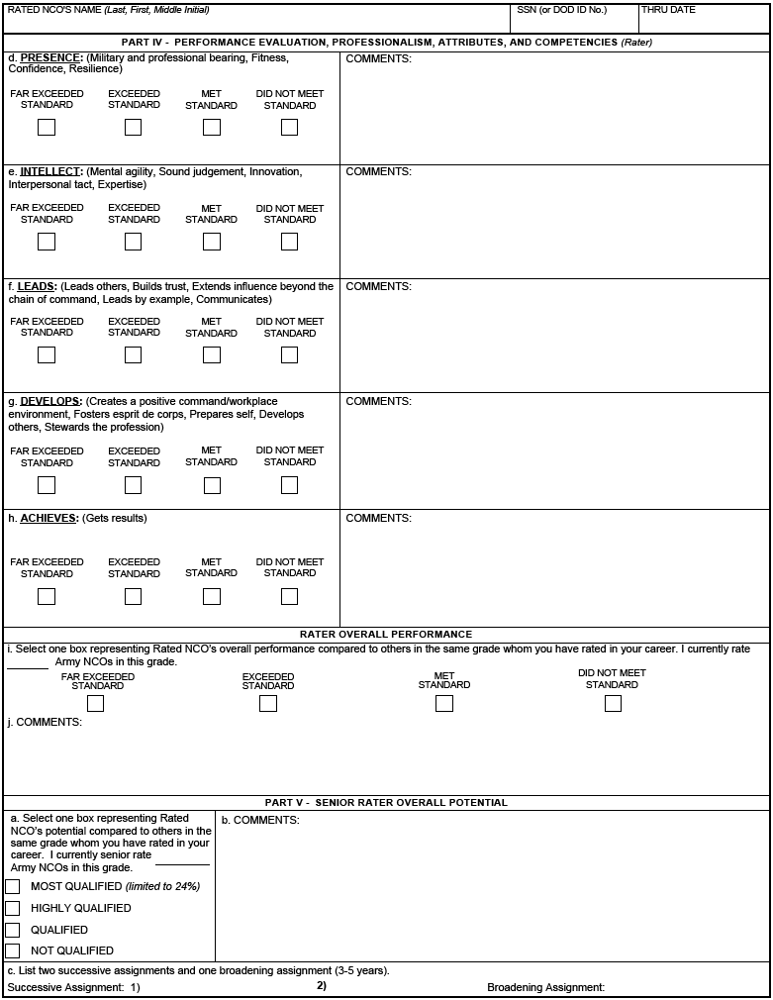 RATED NCO'S NAME (Last, First, Middle Initial)
SSN (or DOD ID No.)
THRU DATE
PART IV - PERFORMANCE EVALUATION, PROFESSIONALISM, ATTRIBUTES, AND COMPETENCIES (Rater)
d. PRESENCE: (Military and professional bearing, Fitness,
Confidence, Resilience)
COMMENTS:
FAR EXCEEDED
STANDARD
EXCEEDED
STANDARD
MET
STANDARD
DID NOT MEET
STANDARD
e. INTELLECT: (Mental agility, Sound judgement, Innovation,
Interpersonal tact, Expertise)
COMMENTS:
FAR EXCEEDED
STANDARD
EXCEEDED
STANDARD
MET
STANDARD
DID NOT MEET
STANDARD
f. LEADS: (Leads others, Builds trust, Extends influence beyond the
chain of command, Leads by example, Communicates)
COMMENTS:
FAR EXCEEDED
STANDARD
EXCEEDED
STANDARD
MET
STANDARD
DID NOT MEET
STANDARD
g. DEVELOPS: (Creates a positive command/workplace
environment, Fosters esprit de corps, Prepares self, Develops
others, Stewards the profession)
COMMENTS:
FAR EXCEEDED
STANDARD
EXCEEDED
STANDARD
MET
STANDARD
DID NOT MEET
STANDARD
h. ACHIEVES: (Gets results)
COMMENTS:
FAR EXCEEDED
STANDARD
EXCEEDED
STANDARD
MET
STANDARD
DID NOT MEET
STANDARD
RATER OVERALL PERFORMANCE
i. Select one box representing Rated NCO's overall performance compared to others in the same grade whom you have rated in your career. I currently rate
Army NCOs in this grade.
FAR EXCEEDED
STANDARD
EXCEEDED
STANDARD
MET
STANDARD
DID NOT MEET
STANDARD
j. COMMENTS:
PART V - SENIOR RATER OVERALL POTENTIAL
a. Select one box representing Rated
NCO's potential compared to others in the
same grade whom you have rated in your
career. I currently senior rate
Army NCOs in this grade.
b. COMMENTS:
MOST QUALIFIED (limited to 24%)
HIGHLY QUALIFIED
QUALIFIED
NOT QUALIFIED
c. List two successive assignments and one broadening assignment (3-5 years).
Successive Assignment: 1)
2)
Broadening Assignment: